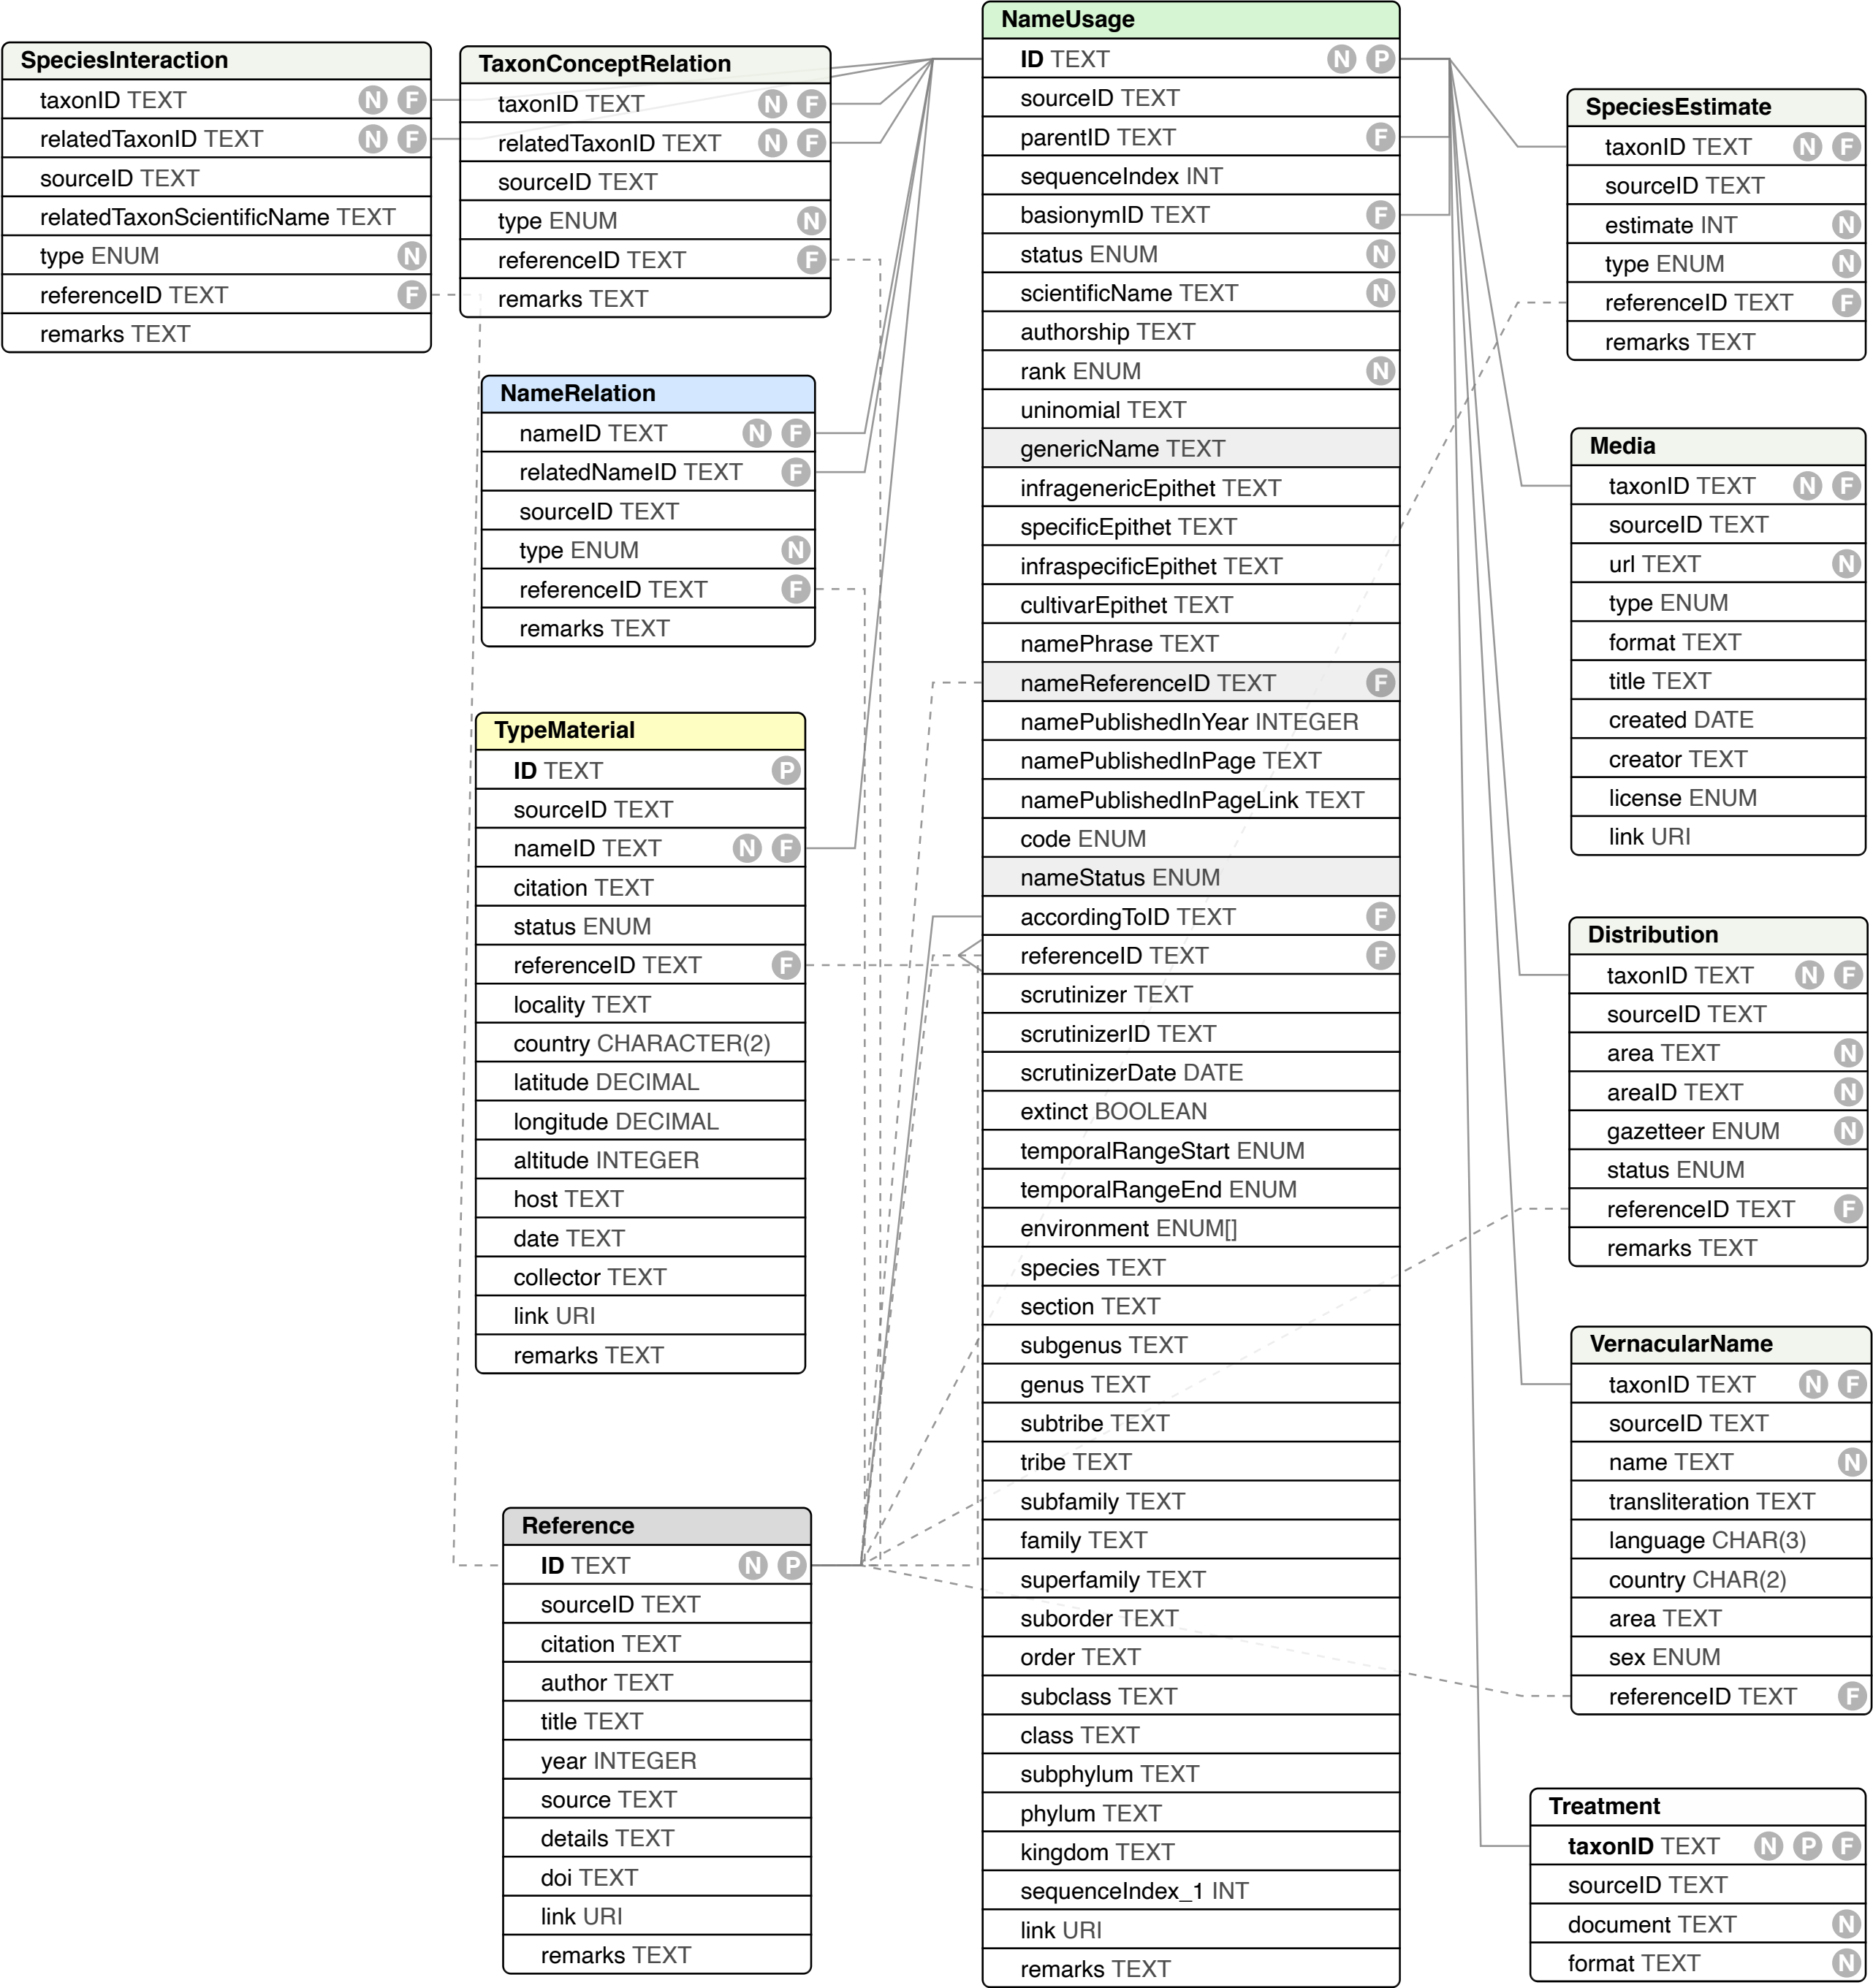 SpeciesInteraction
taxonID TEXT N F
relatedTaxonID TEXT N F
sourceID TEXT
relatedTaxonScientificName TEXT
type ENUM N
referenceID TEXT F
remarks TEXT
TaxonConceptRelation
taxonID TEXT N F
relatedTaxonID TEXT N F
sourceID TEXT
type ENUM N
referenceID TEXT F
remarks TEXT
NameRelation
nameID TEXT N F
relatedNameID TEXT F
sourceID TEXT
type ENUM N
referenceID TEXT F
remarks TEXT
TypeMaterial
ID TEXT P
sourceID TEXT
nameID TEXT N F
citation TEXT
status ENUM
referenceID TEXT F
locality TEXT
country CHARACTER(2)
latitude DECIMAL
longitude DECIMAL
altitude INTEGER
host TEXT
date TEXT
collector TEXT
link URI
remarks TEXT
Reference
ID TEXT N P
sourceID TEXT
citation TEXT
author TEXT
title TEXT
year INTEGER
source TEXT
details TEXT
doi TEXT
link URI
remarks TEXT
NameUsage
ID TEXT N P
sourceID TEXT
parentID TEXT F
sequenceIndex INT
basionymID TEXT F
status ENUM N
scientificName TEXT N
authorship TEXT
rank ENUM N
uninomial TEXT
genericName TEXT
infragenericEpithet TEXT
specificEpithet TEXT
infraspecificEpithet TEXT
cultivarEpithet TEXT
namePhrase TEXT
nameReferenceID TEXT F
namePublishedInYear INTEGER
namePublishedInPage TEXT
namePublishedInPageLink TEXT
code ENUM
nameStatus ENUM
accordingToID TEXT F
referenceID TEXT F
scrutinizer TEXT
scrutinizerID TEXT
scrutinizerDate DATE
extinct BOOLEAN
temporalRangeStart ENUM
temporalRangeEnd ENUM
environment ENUM[]
species TEXT
section TEXT
subgenus TEXT
genus TEXT
subtribe TEXT
tribe TEXT
subfamily TEXT
family TEXT
superfamily TEXT
suborder TEXT
order TEXT
subclass TEXT
class TEXT
subphylum TEXT
phylum TEXT
kingdom TEXT
sequenceIndex_1 INT
link URI
remarks TEXT
SpeciesEstimate
taxonID TEXT N F
sourceID TEXT
estimate INT N
type ENUM N
referenceID TEXT F
remarks TEXT
Media
taxonID TEXT N F
sourceID TEXT
url TEXT N
type ENUM
format TEXT
title TEXT
created DATE
creator TEXT
license ENUM
link URI
Distribution
taxonID TEXT N F
sourceID TEXT
area TEXT N
areaID TEXT N
gazetteer ENUM N
status ENUM
referenceID TEXT F
remarks TEXT
VernacularName
taxonID TEXT N F
sourceID TEXT
name TEXT N
transliteration TEXT
language CHAR(3)
country CHAR(2)
area TEXT
sex ENUM
referenceID TEXT F
Treatment
taxonID TEXT N P F
sourceID TEXT
document TEXT N
format TEXT N